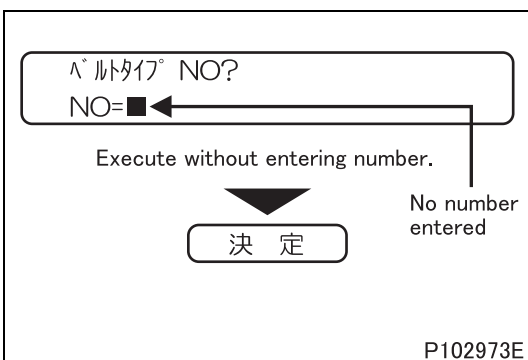 ﾍﾞﾙﾄﾀｲﾌﾟ NO?
NO=■
Execute without entering number.
No number
entered
決 定
P102973E